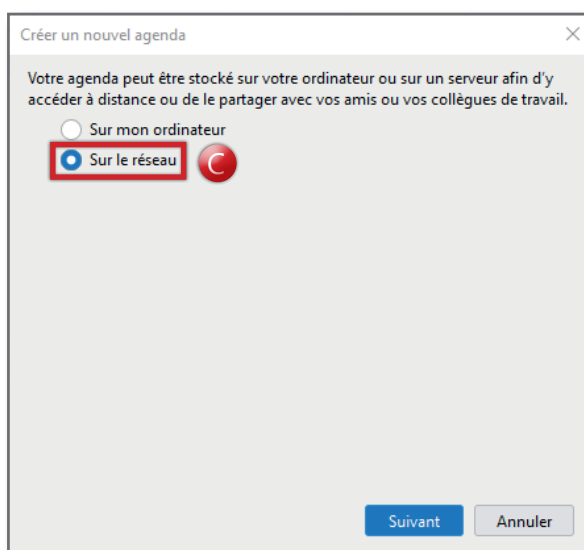 Créer un nouvel agenda
Votre agenda peut être stocké sur votre ordinateur ou sur un serveur afin d'y
accéder à distance ou de le partager avec vos amis ou vos collègues de travail.
Sur mon ordinateur
Sur le réseau
C
Suivant
Annuler